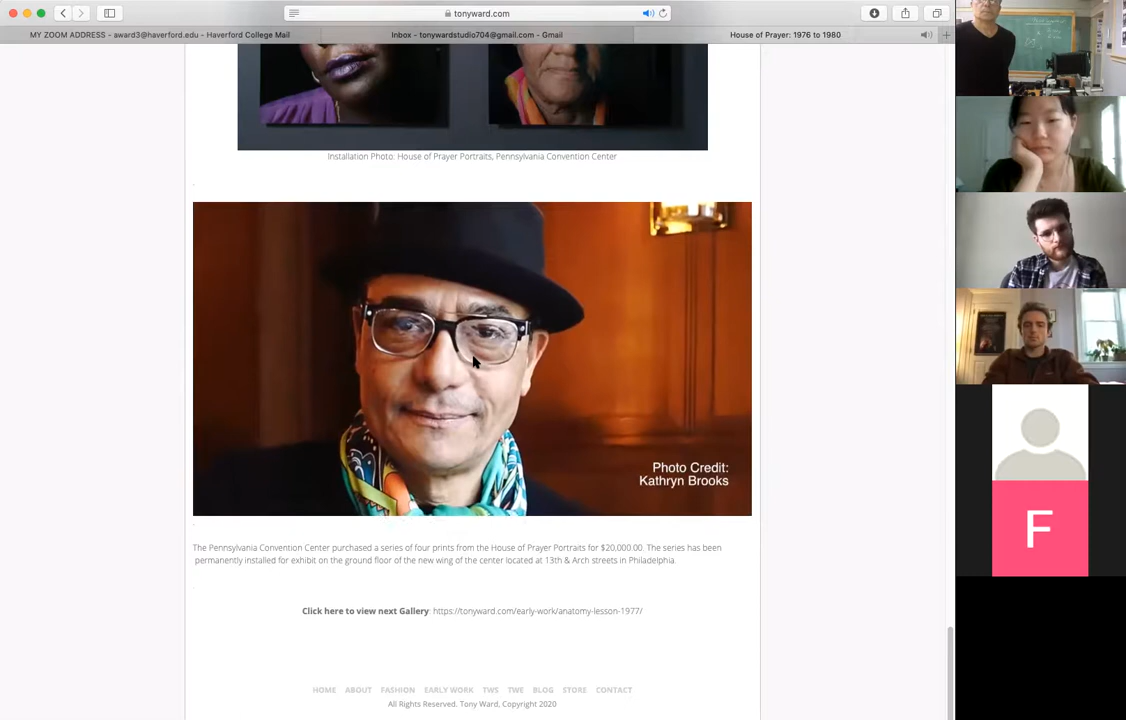 tonyward.com
MY ZOOM ADDRESS - award3@haverford.edu - Haverford College Mail
Inbox - tonywardstudio704@gmail.com - Gmail
House of Prayer: 1976 to 1980
Installation Photo: House of Prayer Portraits, Pennsylvania Convention Center
Photo Credit:
Kathryn Brooks
The Pennsylvania Convention Center purchased a series of four prints from the House of Prayer Portraits for $20,000.00. The series has been
permanently installed for exhibit on the ground floor of the new wing of the center located at 13th & Arch streets in Philadelphia.
Click here to view next Gallery: https://tonyward.com/early-work/anatomy-lesson-1977/
HOME ABOUT FASHION EARLY WORK TWS TWE BLOG STORE CONTACT
All Rights Reserved. Tony Ward, Copyright 2020
F